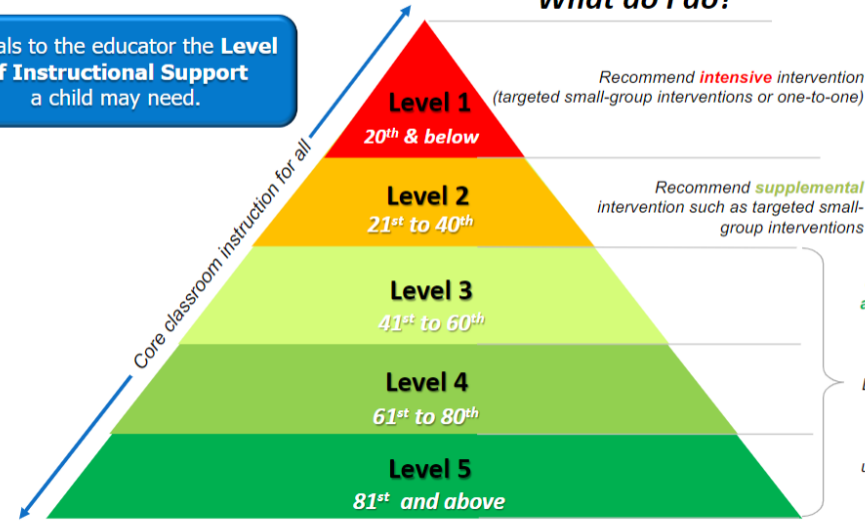 What do I do?
als to the educator the Level
f Instructional Support
a child may need.
Core classroom instruction for all
Level 1
20th & below
Recommend intensive intervention
(targeted small-group interventions or one-to-one)
Level 2
21st to 40th
Recommend supplemental
intervention such as targeted small-
group interventions
Level 3
41st to 60th
Level 4
61st to 80th
Level 5
81st and above